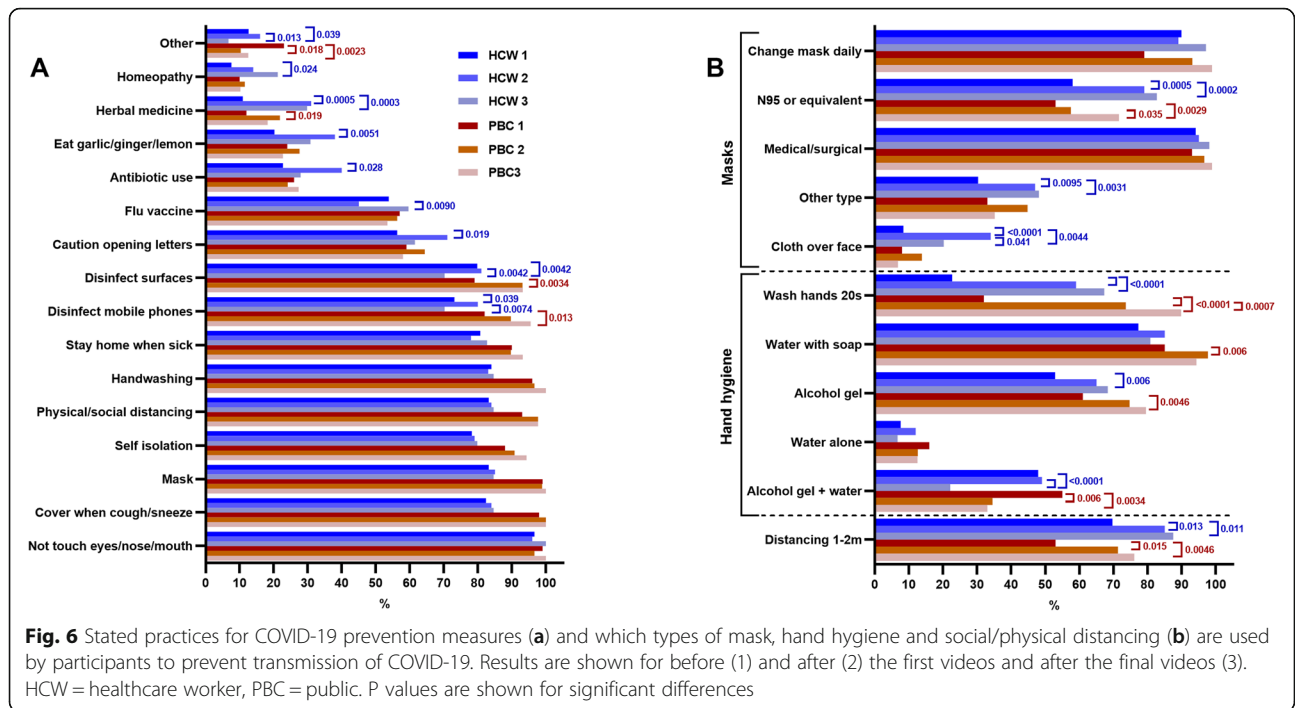 A
Other
Homeopathy
Herbal medicine
Eat garlic/ginger/lemon
Antibiotic use
Flu vaccine
Caution opening letters
Disinfect surfaces
Disinfect mobile phones
Stay home when sick
Handwashing
Physical/social distancing
Self isolation
Mask
Cover when cough/sneeze
Not touch eyes/nose/mouth
0.013 0.039
0.018 0.0023
0.024
0.0005 0.0003
0.019
0.0051
0.028
0.0090
0.019
0.0042 0.0042
0.0034
0.039
0.0074
0.013
HCW 1
HCW 2
HCW 3
PBC 1
PBC 2
PBC3
0 10 20 30 40 50 60 70 80 90 100
%
B
Masks
Change mask daily
N95 or equivalent
Medical/surgical
Other type
Cloth over face
Hand hygiene
Wash hands 20s
Water with soap
Alcohol gel
Water alone
Alcohol gel + water
Distancing 1-2m
0.0005 0.0002
0.035 0.0029
0.0095 0.0031
<0.0001 0.0044
0.041
<0.0001
<0.0001 0.0007
0.006
0.006
0.0046
<0.0001
0.006 0.0034
0.013 0.011
0.015 0.0046
0 10 20 30 40 50 60 70 80 90 100
%
Fig. 6 Stated practices for COVID-19 prevention measures (a) and which types of mask, hand hygiene and social/physical distancing (b) are used
by participants to prevent transmission of COVID-19. Results are shown for before (1) and after (2) the first videos and after the final videos (3).
HCW = healthcare worker, PBC = public. P values are shown for significant differences